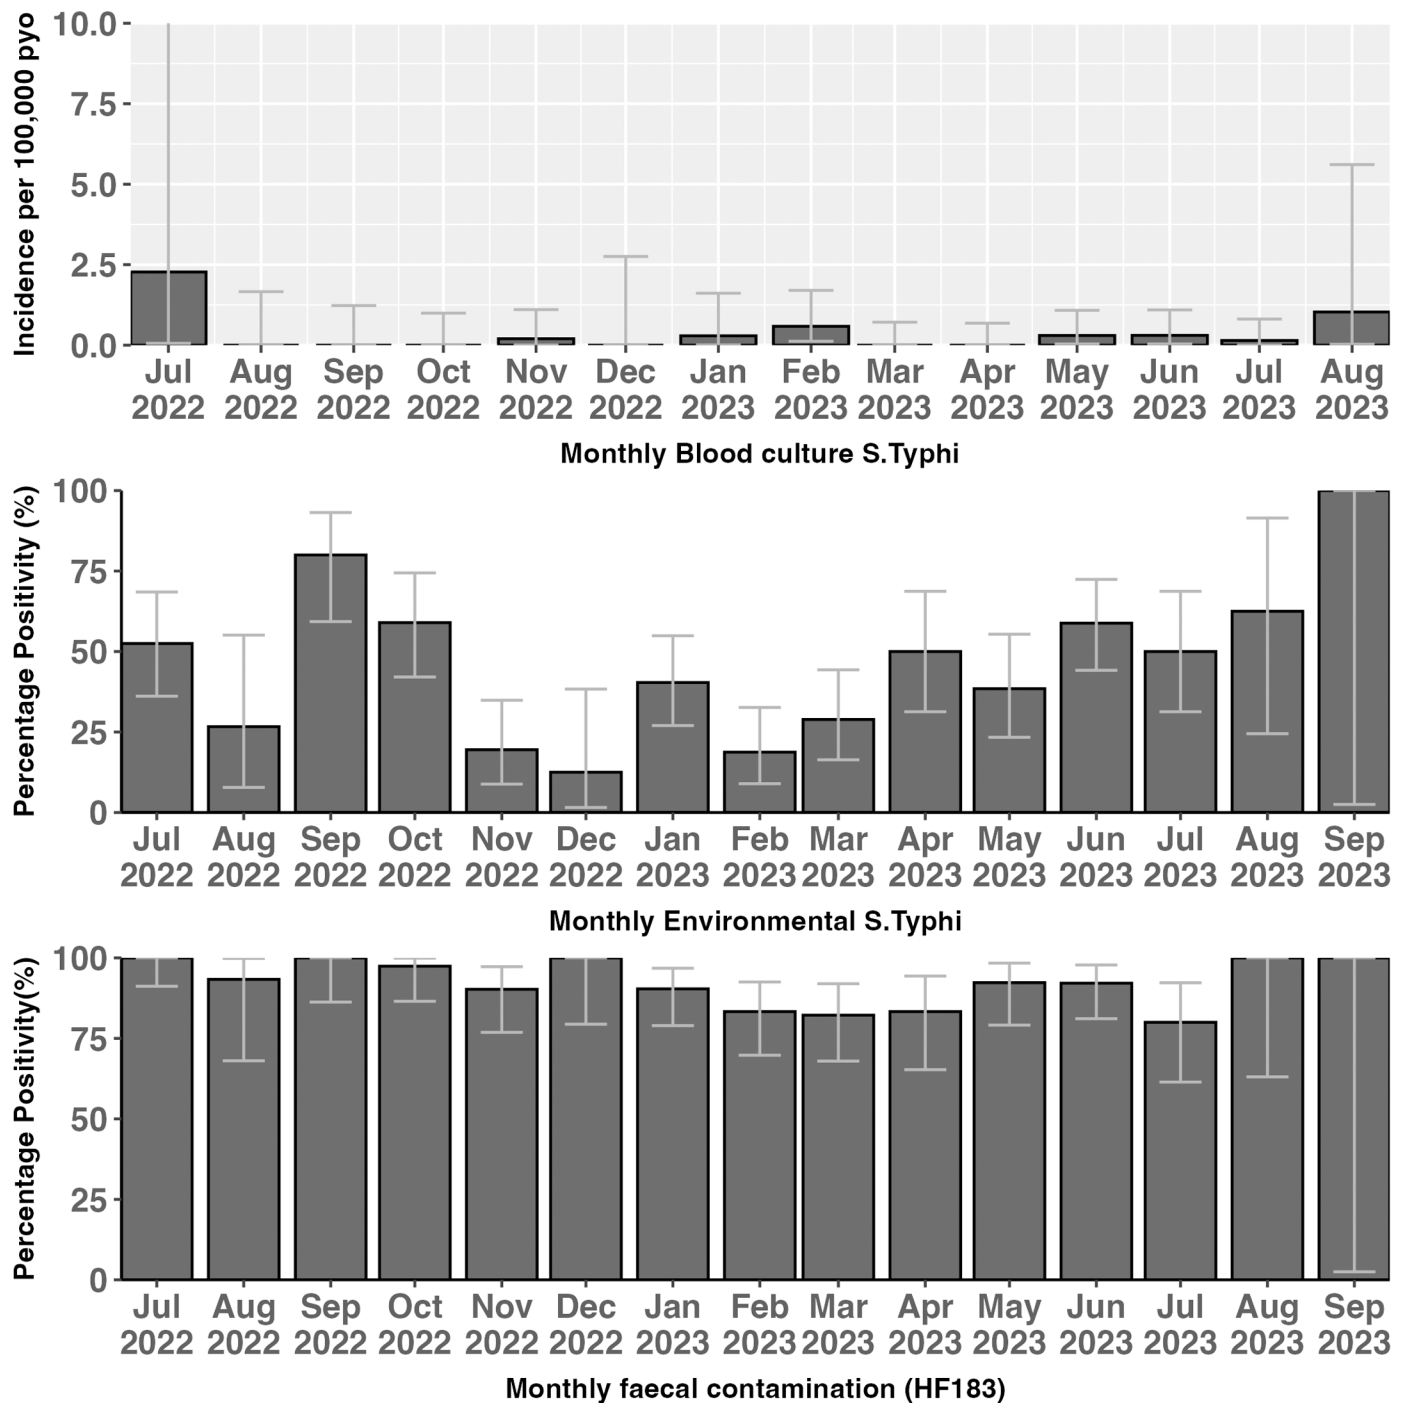 Incidence per 100,000 pyo
10.0
7.5
5.0
2.5
0.0
Jul Aug Sep Oct Nov Dec Jan Feb Mar Apr May Jun Jul Aug
2022 2022 2022 2022 2022 2022 2023 2023 2023 2023 2023 2023 2023 2023
Monthly Blood culture S.Typhi
Percentage Positivity (%)
100
75
50
25
0
Jul Aug Sep Oct Nov Dec Jan Feb Mar Apr May Jun Jul Aug Sep
2022 2022 2022 2022 2022 2022 2023 2023 2023 2023 2023 2023 2023 2023 2023
Monthly Environmental S.Typhi
Percentage Positivity(%)
100
75
50
25
0
Jul Aug Sep Oct Nov Dec Jan Feb Mar Apr May Jun Jul Aug Sep
2022 2022 2022 2022 2022 2022 2023 2023 2023 2023 2023 2023 2023 2023 2023
Monthly faecal contamination (HF183)